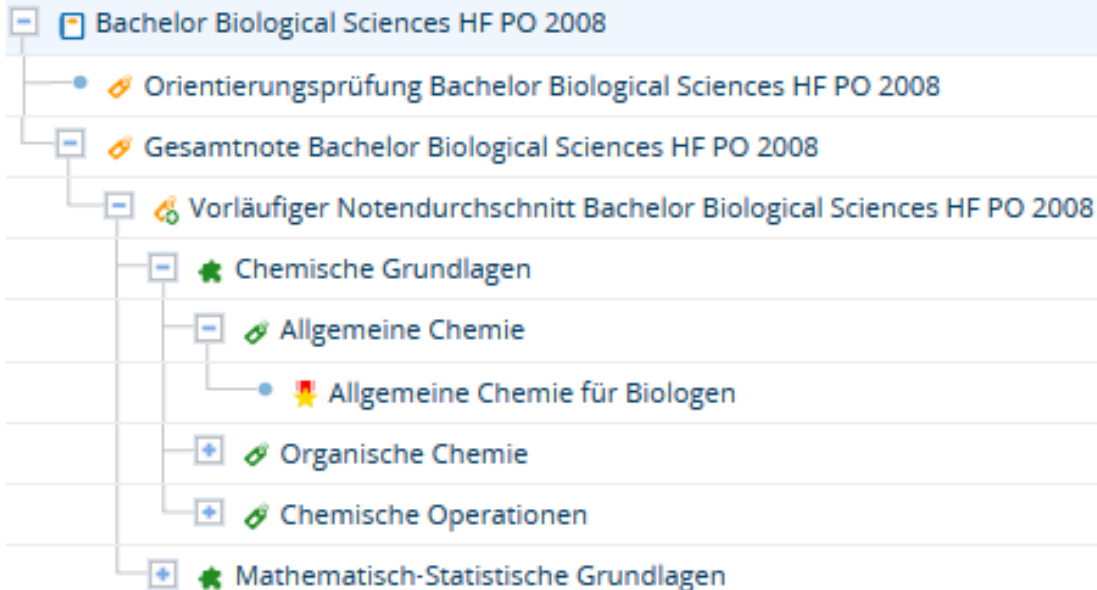 Bachelor Biological Sciences HF PO 2008
Orientierungsprüfung Bachelor Biological Sciences HF PO 2008
Gesamtnote Bachelor Biological Sciences HF PO 2008
Vorläufiger Notendurchschnitt Bachelor Biological Sciences HF PO 2008
Chemische Grundlagen
Allgemeine Chemie
Allgemeine Chemie für Biologen
Organische Chemie
Chemische Operationen
Mathematisch-Statistische Grundlagen